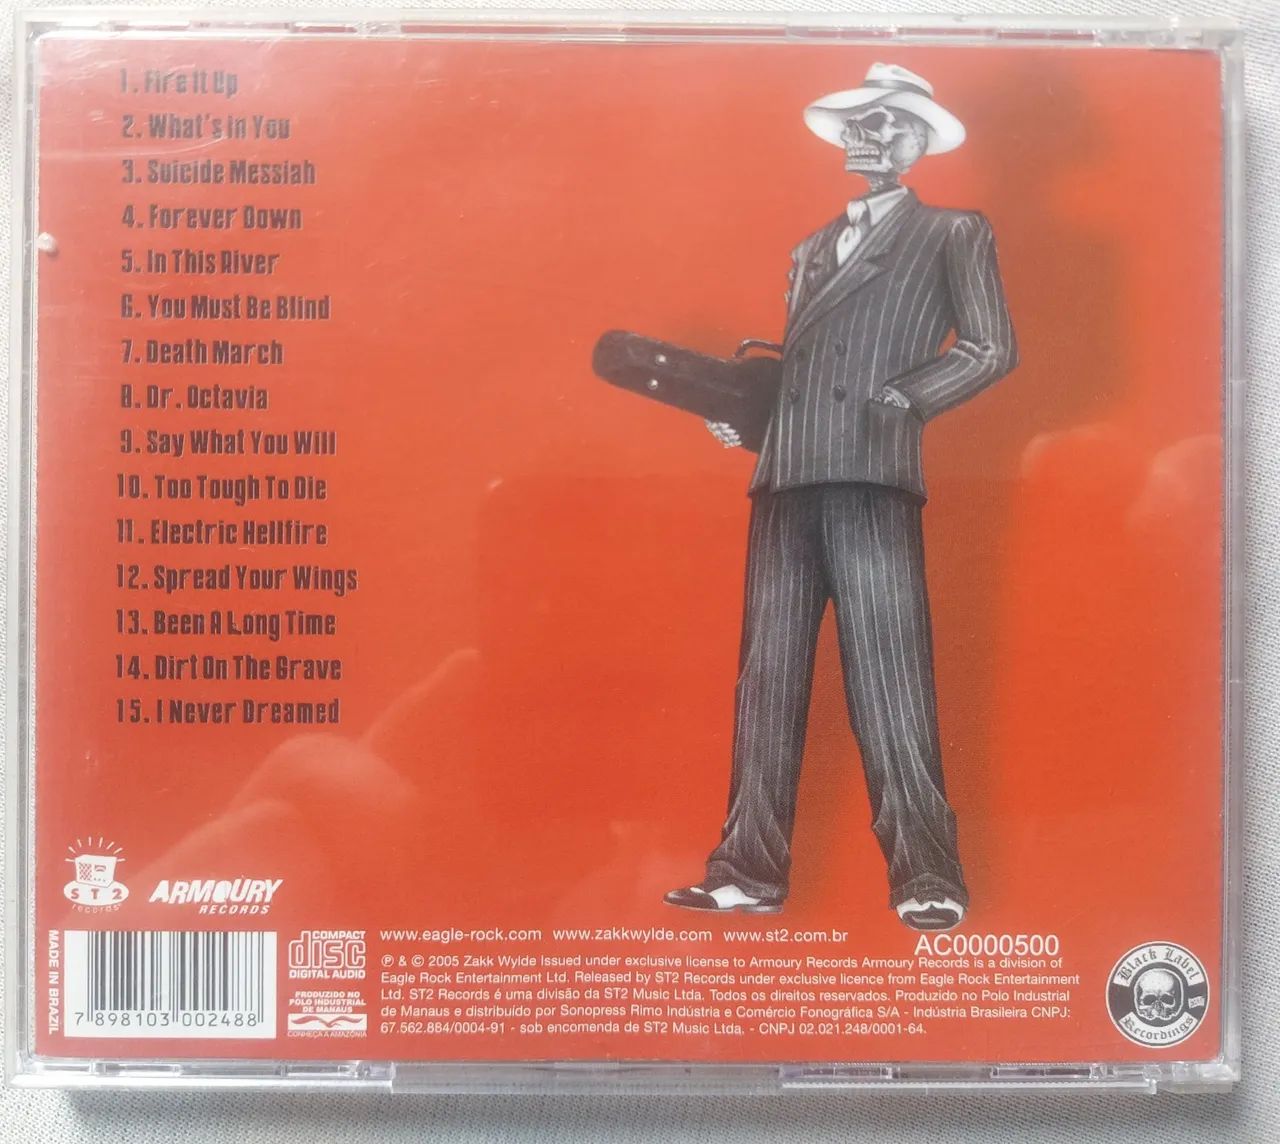 1. Fire It Up
2. What's In You
3. Suicide Messiah
4. Forever Down
5. In This River
6. You Must Be Blind
7. Death March
8. Dr. Octavia
9. Say What You Will
10. Too Tough To Die
11. Electric Hellfire
12. Spread Your Wings
13. Been A Long Time
14. Dirt On The Grave
15. I Never Dreamed
ST2
records
ARMOURY
RECORDS
MADE IN BRAZIL
7 898103 002488
COMPACT
disc
DIGITAL AUDIO
PRODUZIDO NO
POLO INDUSTRIAL
DE MANAUS
CONHEÇA A AMAZÔNIA
www.eagle-rock.com www.zakkwylde.com www.st2.com.br
AC0000500
℗ & © 2005 Zakk Wylde Issued under exclusive license to Armoury Records Armoury Records is a division of
Eagle Rock Entertainment Ltd. Released by ST2 Records under exclusive licence from Eagle Rock Entertainment
Ltd. ST2 Records é uma divisão da ST2 Music Ltda. Todos os direitos reservados. Produzido no Polo Industrial
de Manaus e distribuído por Sonopress Rimo Indústria e Comércio Fonográfica S/A - Indústria Brasileira CNPJ:
67.562.884/0004-91 - sob encomenda de ST2 Music Ltda. - CNPJ 02.021.248/0001-64.
Black Label
Recordings